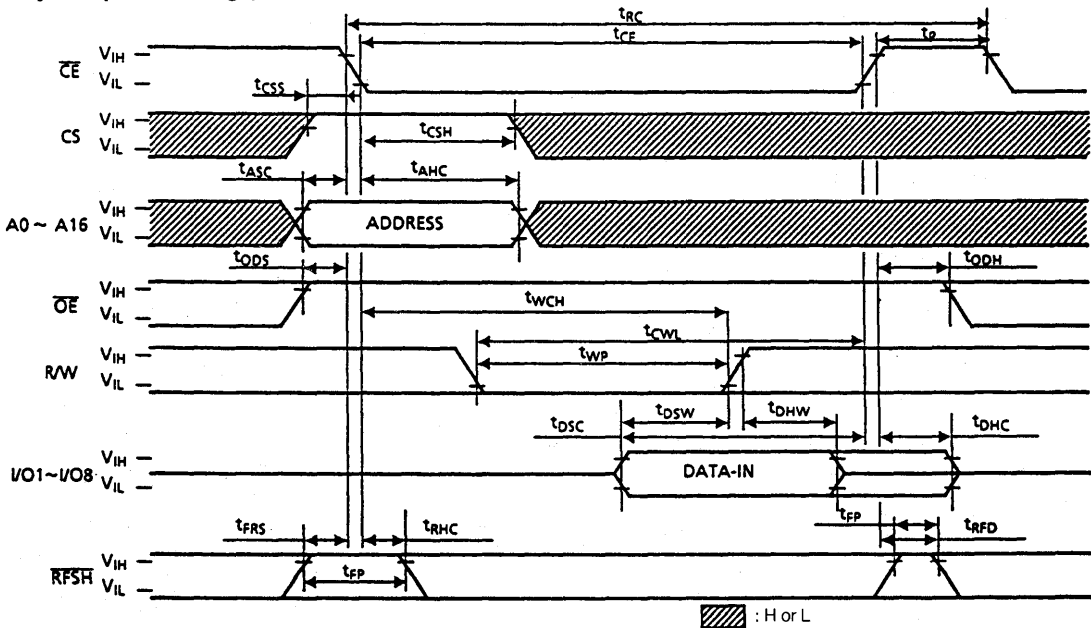 tRC
tCE
tP
CE
VIH
VIL
tCSS
CS
VIH
VIL
tCSH
tASC
tAHC
A0 ~ A16
VIH
VIL
ADDRESS
tODS
tODH
OE
VIH
VIL
tWCH
tCWL
R/W
VIH
VIL
tWP
tDSC
tDSW
tDHW
tDHC
I/O1~I/O8
VIH
VIL
DATA-IN
tFRS
tRHC
tFP
tRFD
RFSH
VIH
VIL
tFP
: H or L